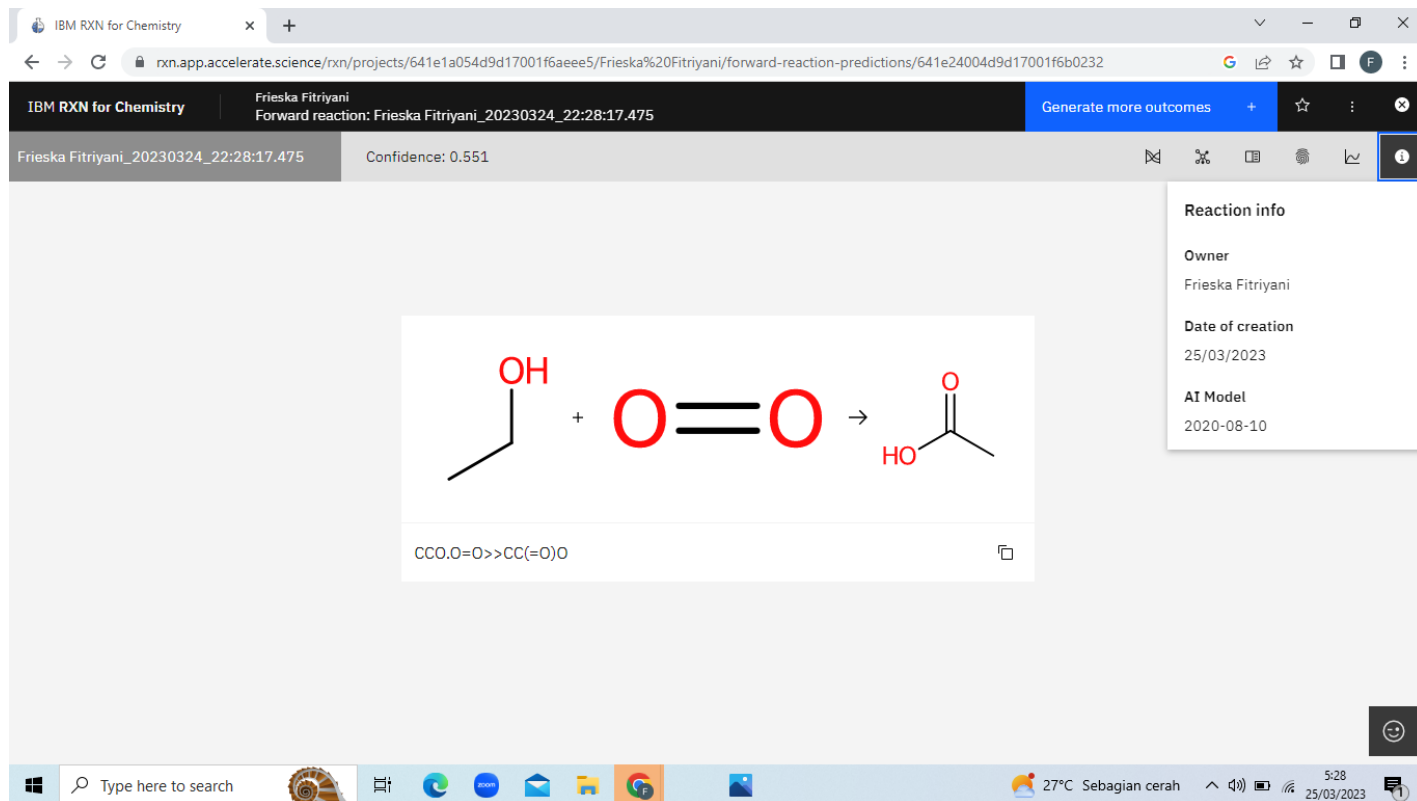 IBM RXN for Chemistry
rxn.app.accelerate.science/rxn/projects/641e1a054d9d17001f6aeee5/Frieska%20Fitriyani/forward-reaction-predictions/641e24004d9d17001f6b0232
F
IBM RXN for Chemistry
Frieska Fitriyani
Forward reaction: Frieska Fitriyani_20230324_22:28:17.475
Generate more outcomes +
Frieska Fitriyani_20230324_22:28:17.475
Confidence: 0.551
Reaction info
Owner
Frieska Fitriyani
Date of creation
25/03/2023
AI Model
2020-08-10
OH
+
O=O
→
O
HO
CCO.O=O>>CC(=O)O
Type here to search
zoom
27°C Sebagian cerah
5:28
25/03/2023
1